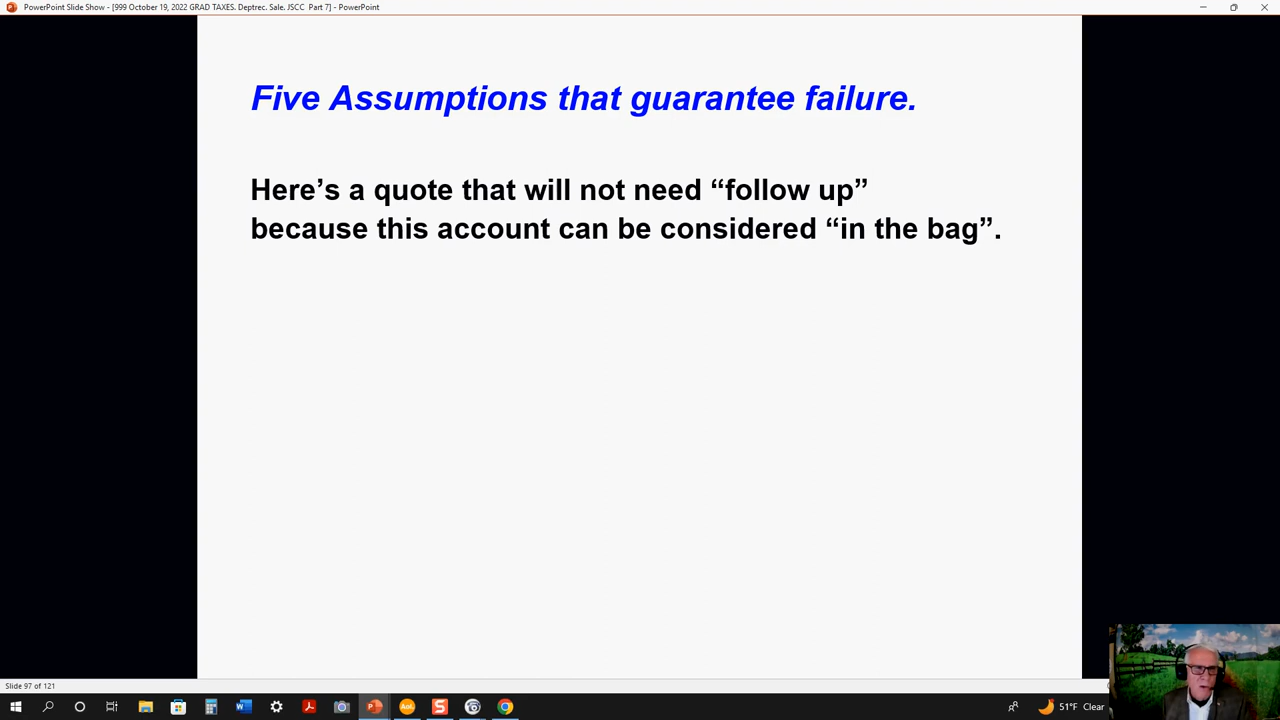 PowerPoint Slide Show - [999 October 19, 2022 GRAD TAXES. Deptrec. Sale. JSCC  Part 7] - PowerPoint
Five Assumptions that guarantee failure.
Here’s a quote that will not need “follow up”
because this account can be considered “in the bag”.
Slide 97 of 121
51°F Clear